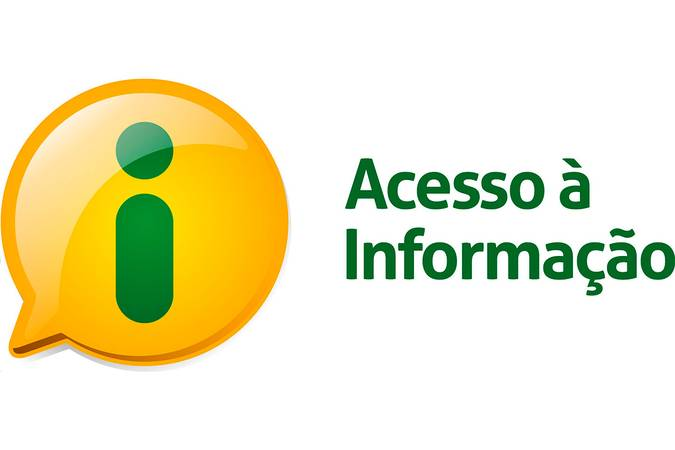 i
Acesso à
Informação